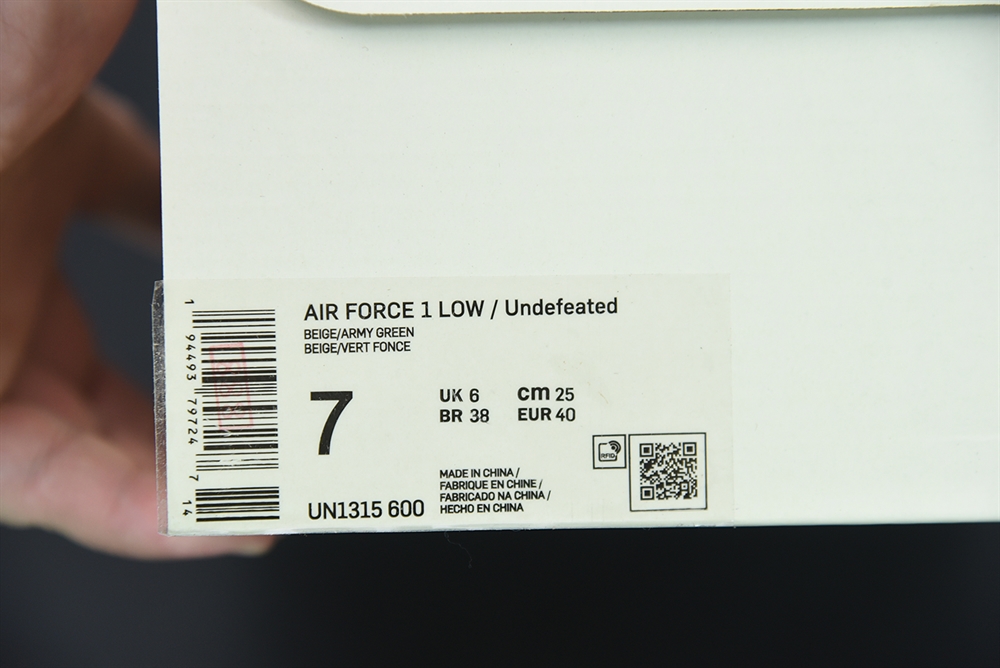 AIR FORCE 1 LOW / Undefeated
BEIGE/ARMY GREEN
BEIGE/VERT FONCE
7
UK 6 cm 25
BR 38 EUR 40
RFID
MADE IN CHINA /
FABRIQUE EN CHINE /
FABRICADO NA CHINA /
HECHO EN CHINA
UN1315 600
1 94493 79724 7 14